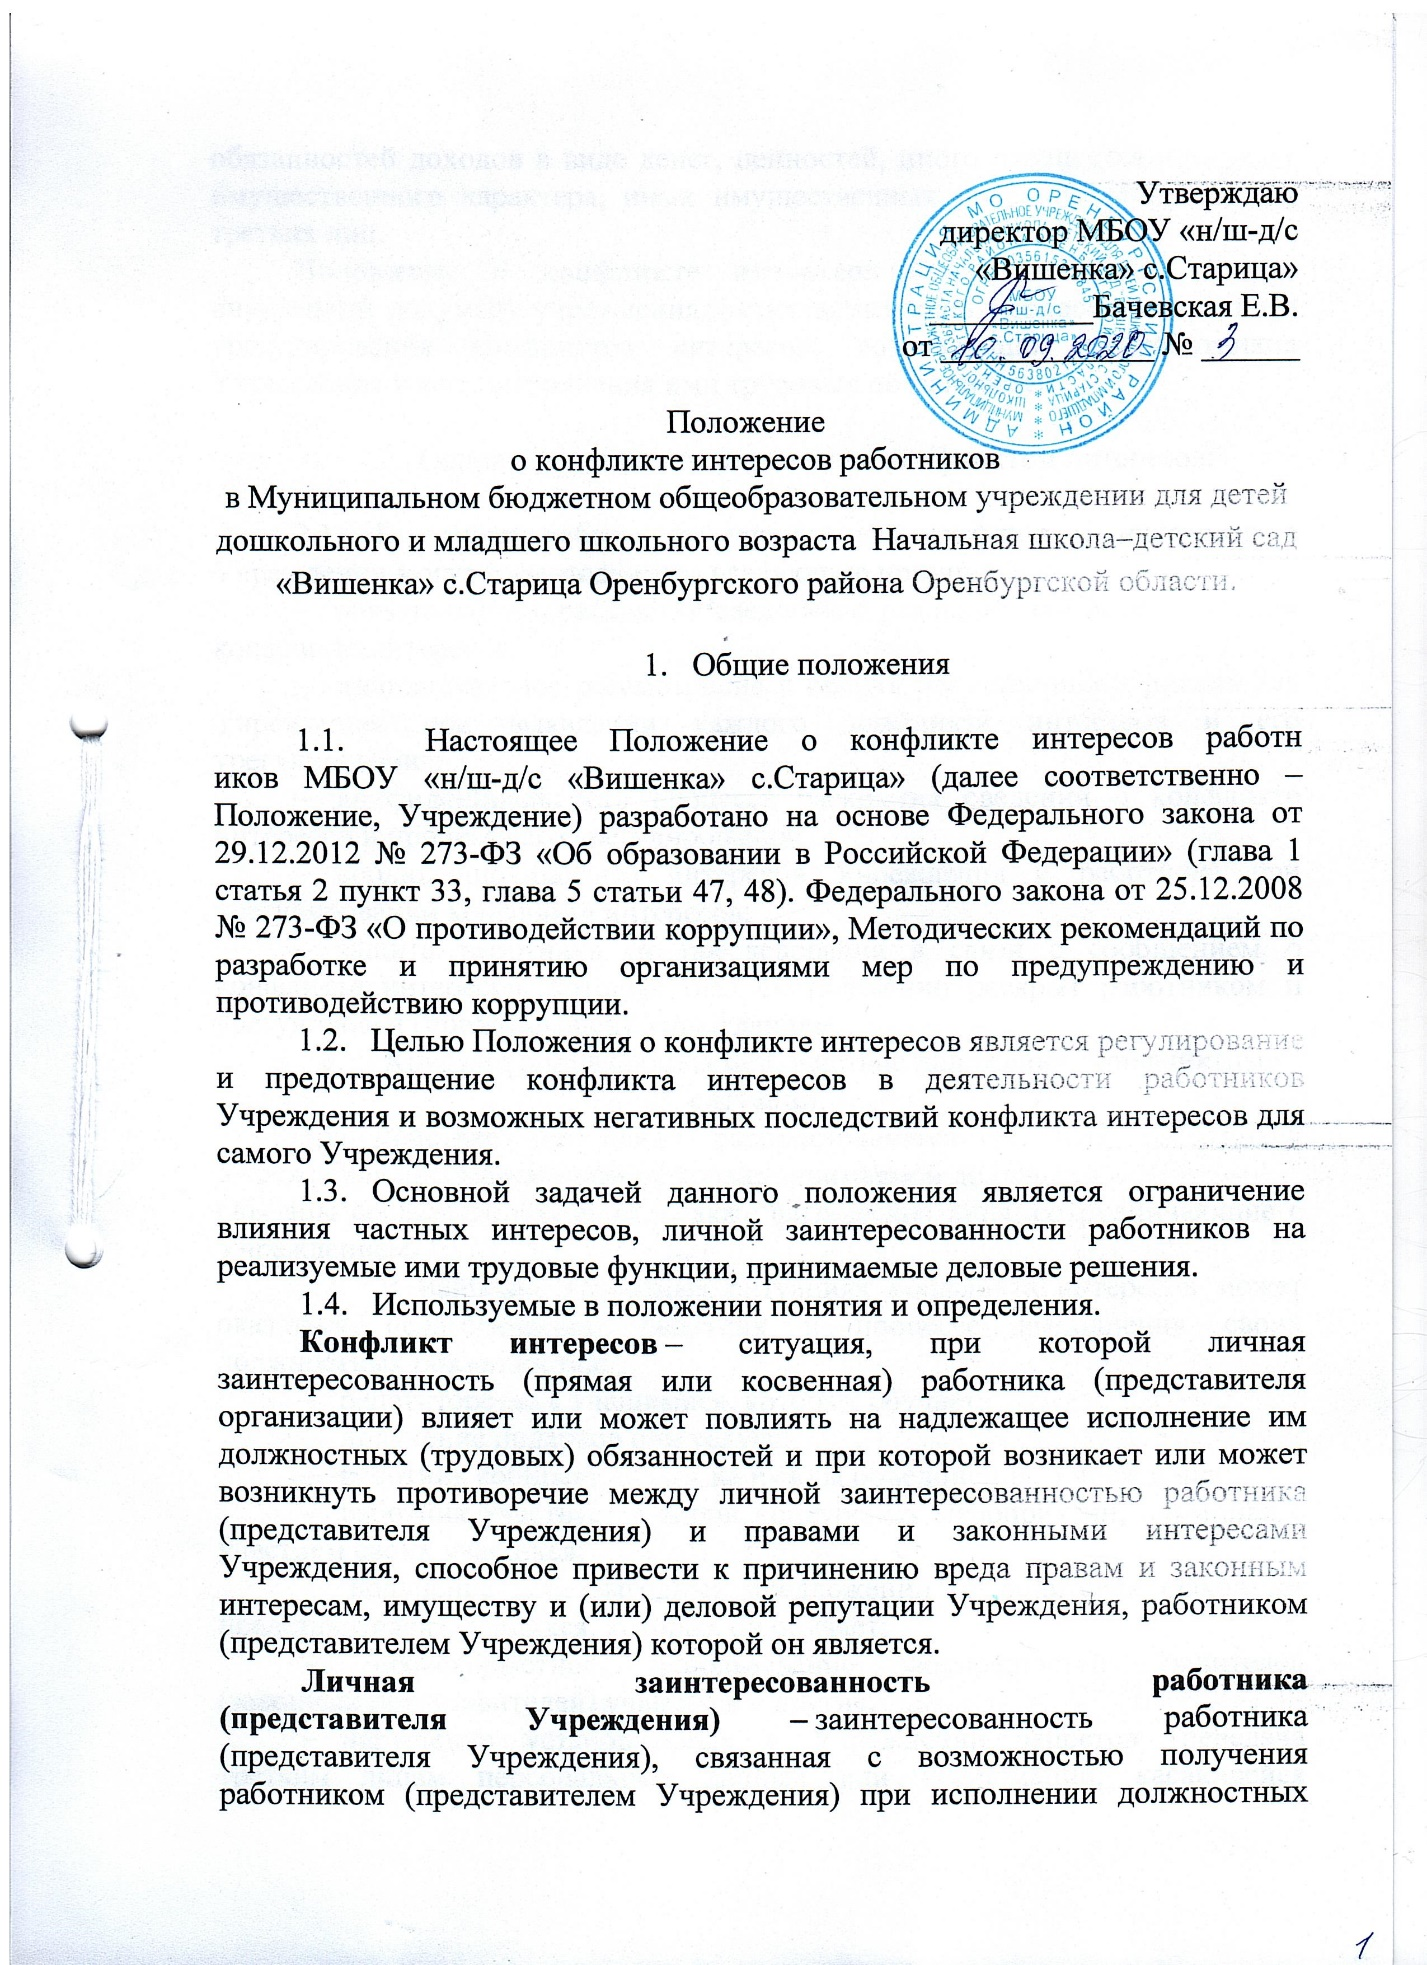 Утверждаю
директор МБОУ «н/ш-д/с
«Вишенка» с.Старица»
Бачевская Е.В.
от 10.09.2020 № 3
Положение
о конфликте интересов работников
в Муниципальном бюджетном общеобразовательном учреждении для детей
дошкольного и младшего школьного возраста Начальная школа–детский сад
«Вишенка» с.Старица Оренбургского района Оренбургской области.
1. Общие положения
1.1. Настоящее Положение о конфликте интересов работн
иков МБОУ «н/ш-д/с «Вишенка» с.Старица» (далее соответственно –
Положение, Учреждение) разработано на основе Федерального закона от
29.12.2012 № 273-ФЗ «Об образовании в Российской Федерации» (глава 1
статья 2 пункт 33, глава 5 статьи 47, 48). Федерального закона от 25.12.2008
№ 273-ФЗ «О противодействии коррупции», Методических рекомендаций по
разработке и принятию организациями мер по предупреждению и
противодействию коррупции.
1.2. Целью Положения о конфликте интересов является регулирование
и предотвращение конфликта интересов в деятельности работников
Учреждения и возможных негативных последствий конфликта интересов для
самого Учреждения.
1.3. Основной задачей данного положения является ограничение
влияния частных интересов, личной заинтересованности работников на
реализуемые ими трудовые функции, принимаемые деловые решения.
1.4. Используемые в положении понятия и определения.
Конфликт интересов – ситуация, при которой личная
заинтересованность (прямая или косвенная) работника (представителя
организации) влияет или может повлиять на надлежащее исполнение им
должностных (трудовых) обязанностей и при которой возникает или может
возникнуть противоречие между личной заинтересованностью работника
(представителя Учреждения) и правами и законными интересами
Учреждения, способное привести к причинению вреда правам и законным
интересам, имуществу и (или) деловой репутации Учреждения, работником
(представителем Учреждения) которой он является.
Личная заинтересованность работника
(представителя Учреждения) – заинтересованность работника
(представителя Учреждения), связанная с возможностью получения
работником (представителем Учреждения) при исполнении должностных
1
МБОУ
н/ш-д/с
«Вишенка»
с.Старица»
АДМИНИСТРАЦИЯ МО ОРЕНБУРГСКИЙ РАЙОН